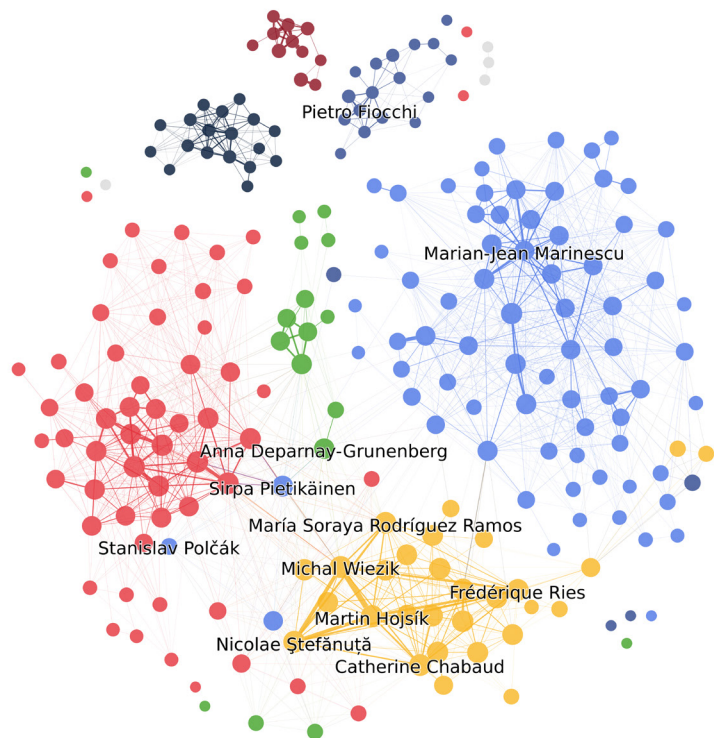 Pietro Fiocchi
Marian-Jean Marinescu
Anna Deparnay-Grunenberg
Sirpa Pietikäinen
María Soraya Rodríguez Ramos
Stanislav Polčák
Michal Wiezik
Frédérique Ries
Martin Hojsík
Nicolae Ștefănuță
Catherine Chabaud